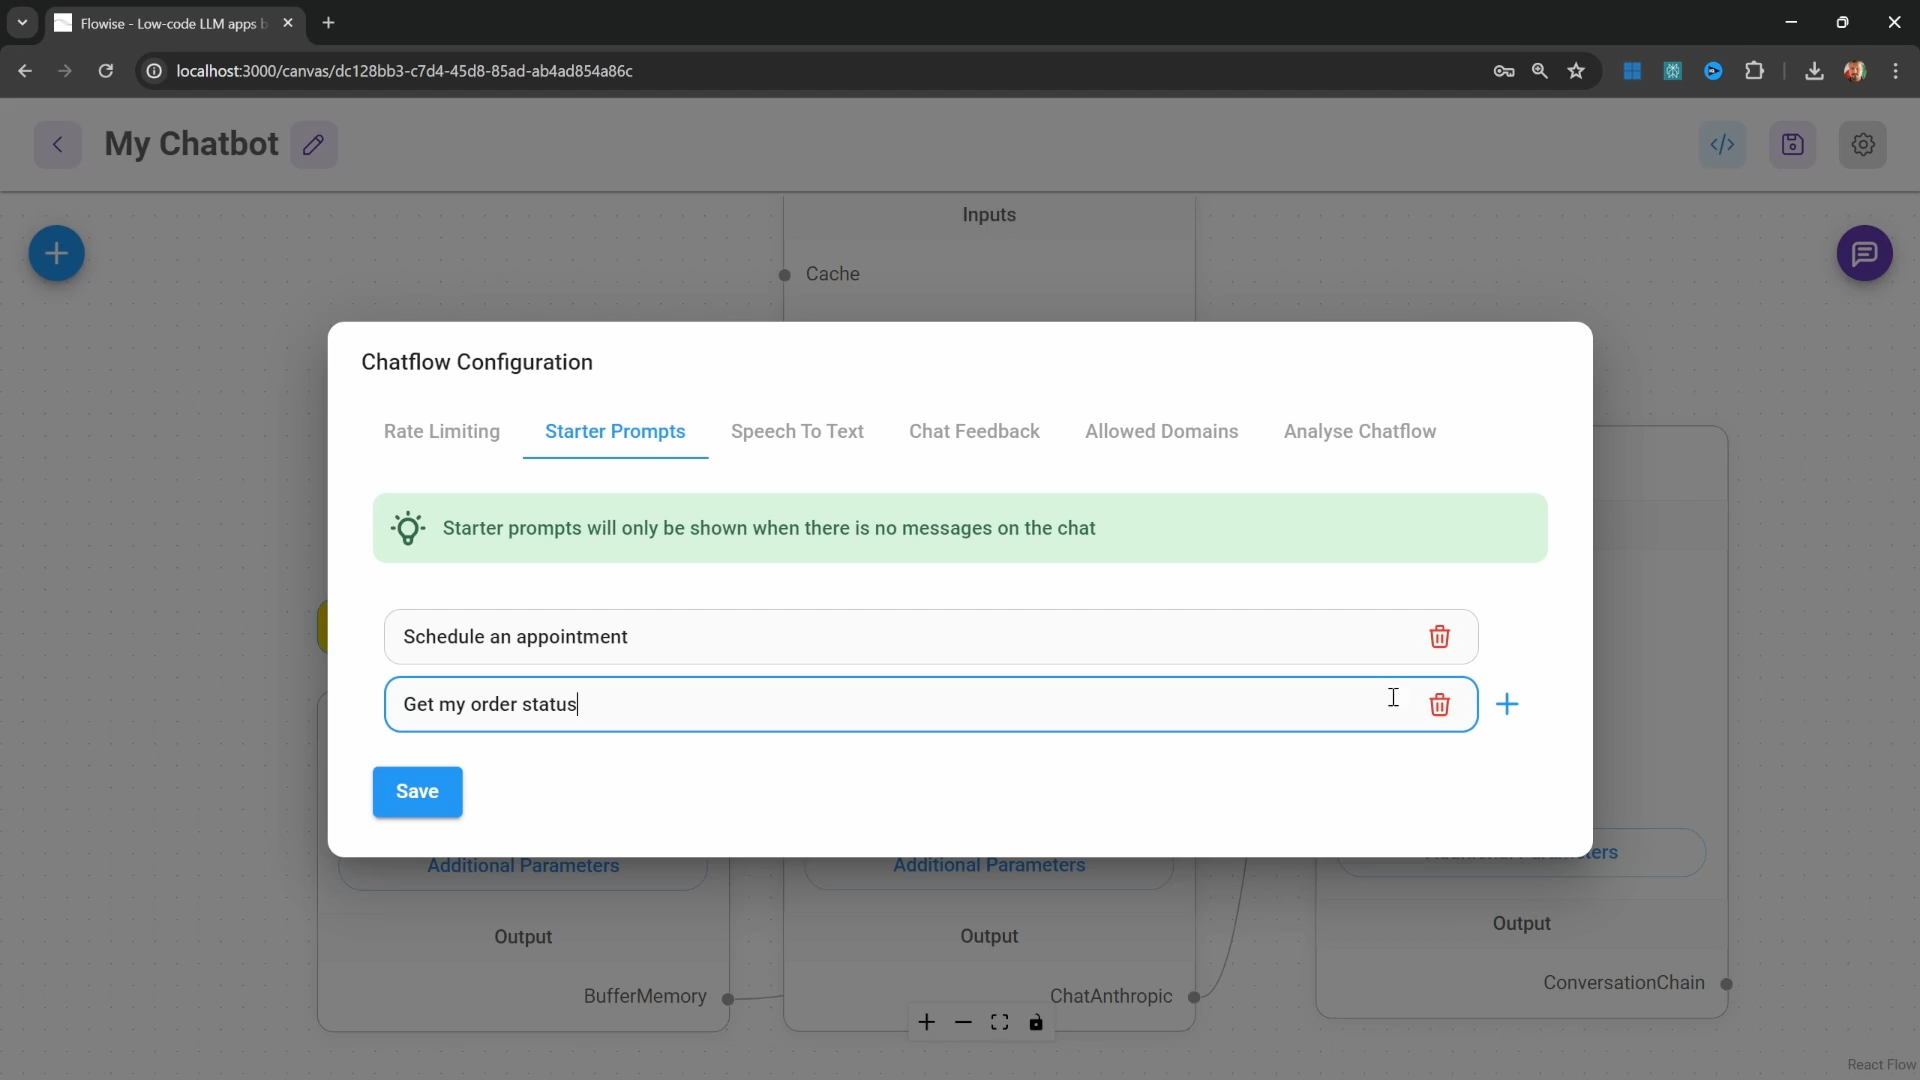 Flowise - Low-code LLM apps b
localhost:3000/canvas/dc128bb3-c7d4-45d8-85ad-ab4ad854a86c
My Chatbot
Inputs
Cache
Chatflow Configuration
Rate Limiting
Starter Prompts
Speech To Text
Chat Feedback
Allowed Domains
Analyse Chatflow
Starter prompts will only be shown when there is no messages on the chat
Schedule an appointment
Get my order status
Save
Additional Parameters
Additional Parameters
Additional Parameters
Output
Output
Output
BufferMemory
ChatAnthropic
ConversationChain
React Flow